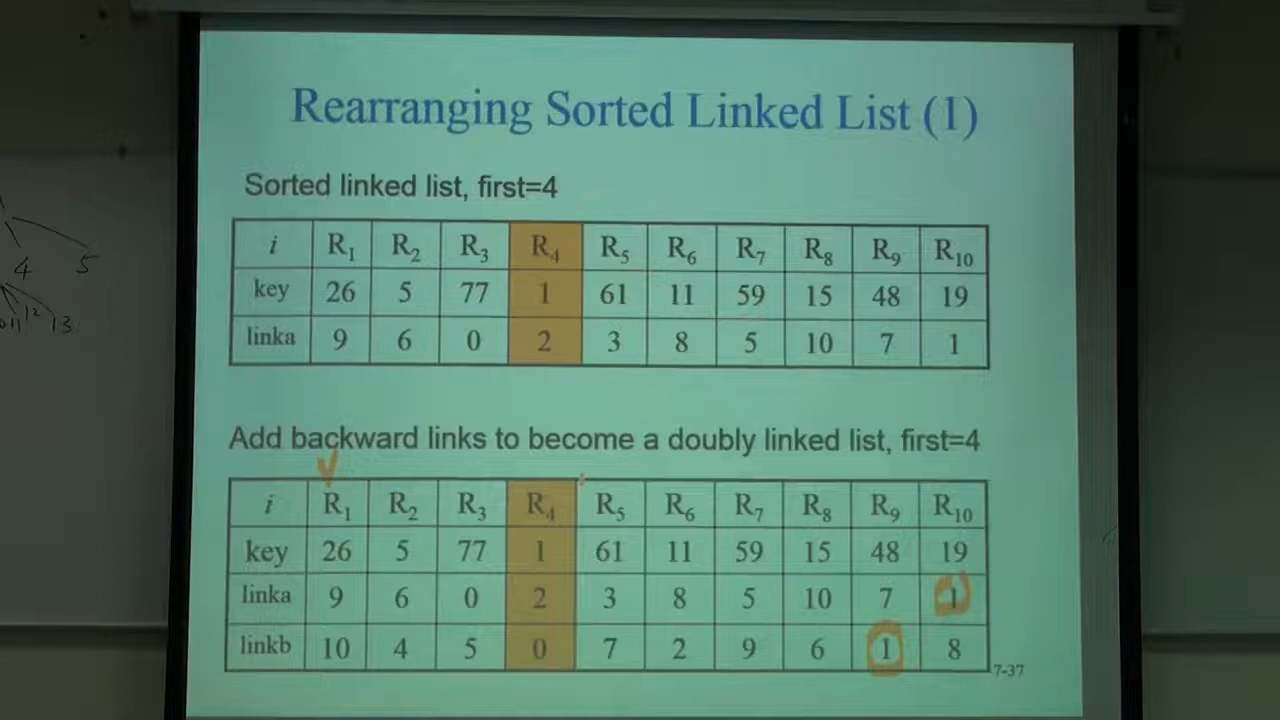 Rearranging Sorted Linked List (1)
Sorted linked list, first=4
i R1 R2 R3 R4 R5 R6 R7 R8 R9 R10
key 26 5 77 1 61 11 59 15 48 19
linka 9 6 0 2 3 8 5 10 7 1
4 5
12 13
Add backward links to become a doubly linked list, first=4
i R1 R2 R3 R4 R5 R6 R7 R8 R9 R10
key 26 5 77 1 61 11 59 15 48 19
linka 9 6 0 2 3 8 5 10 7 1
linkb 10 4 5 0 7 2 9 6 1 8
7-37